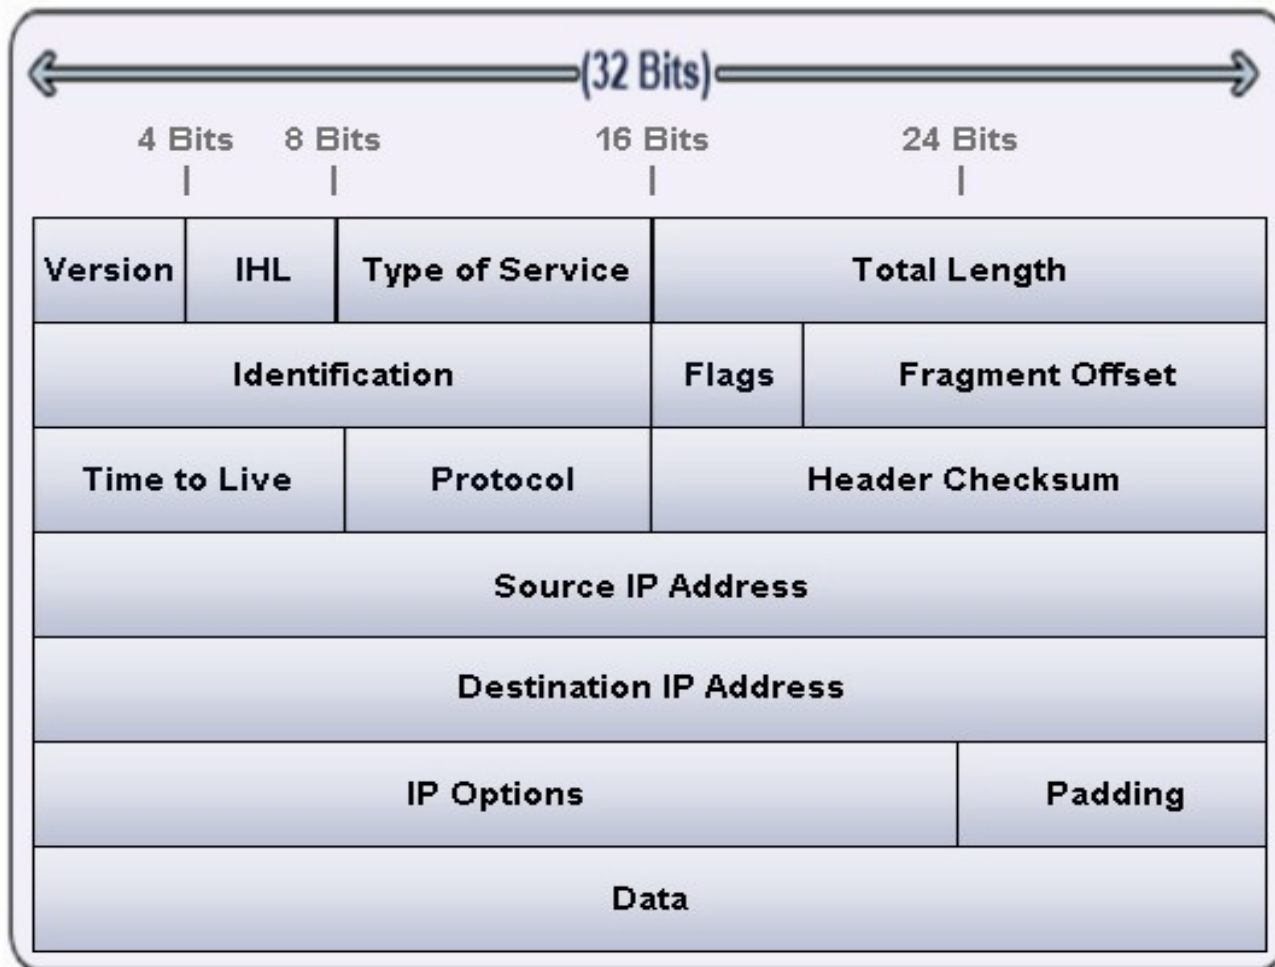 (32 Bits)
4 Bits 8 Bits 16 Bits 24 Bits
Version IHL Type of Service Total Length
Identification Flags Fragment Offset
Time to Live Protocol Header Checksum
Source IP Address
Destination IP Address
IP Options Padding
Data